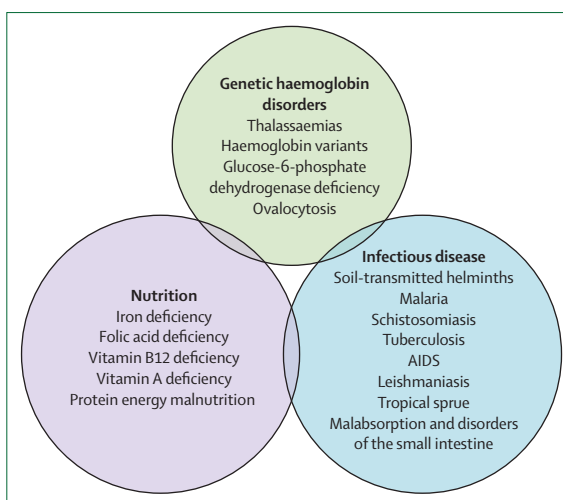 Genetic haemoglobin
disorders
Thalassaemias
Haemoglobin variants
Glucose-6-phosphate
dehydrogenase deficiency
Ovalocytosis
Nutrition
Iron deficiency
Folic acid deficiency
Vitamin B12 deficiency
Vitamin A deficiency
Protein energy malnutrition
Infectious disease
Soil-transmitted helminths
Malaria
Schistosomiasis
Tuberculosis
AIDS
Leishmaniasis
Tropical sprue
Malabsorption and disorders
of the small intestine